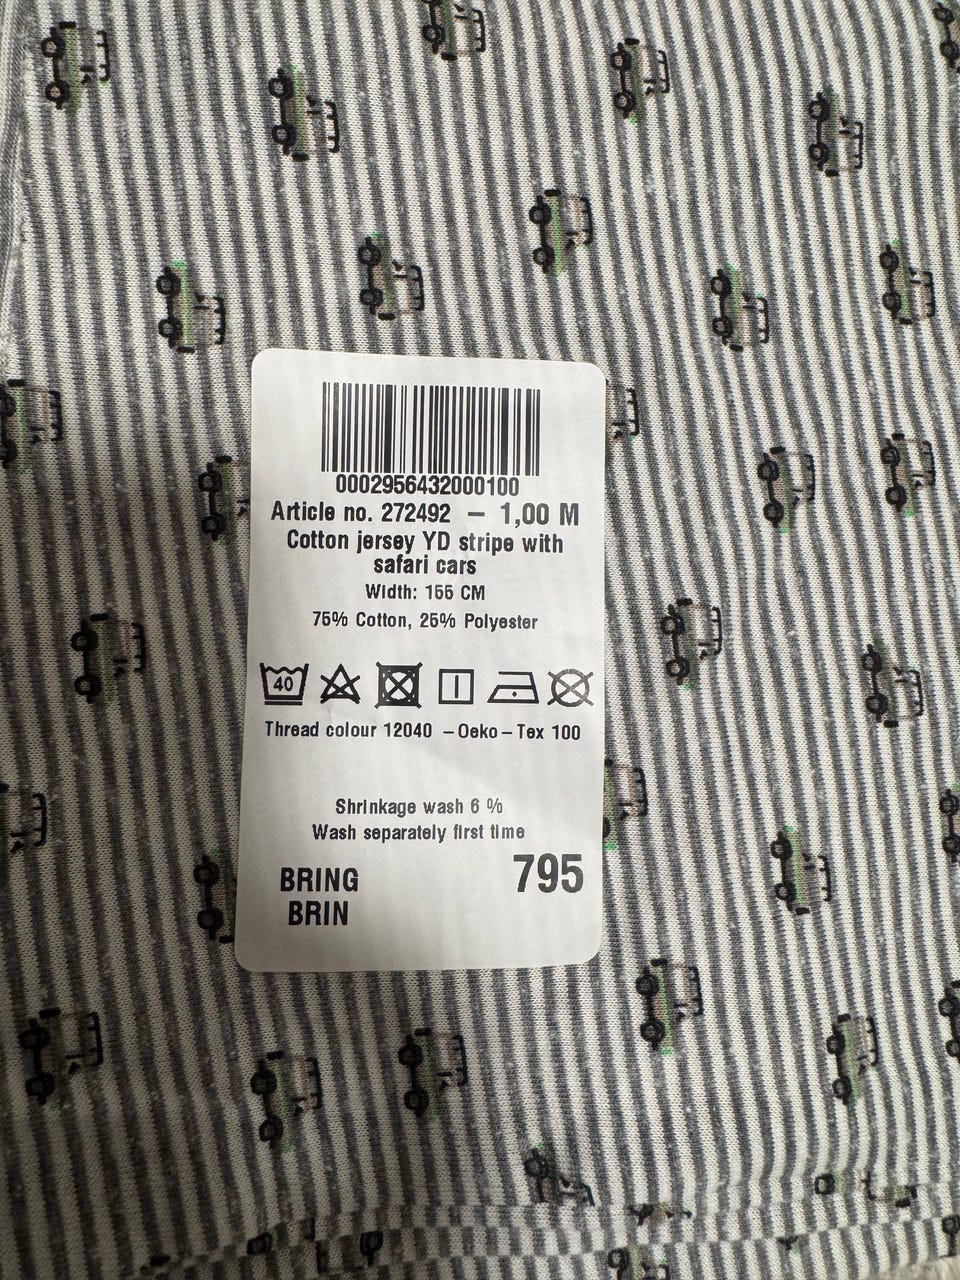 0002956432000100
Article no. 272492 – 1,00 M
Cotton jersey YD stripe with
safari cars
Width: 155 CM
75% Cotton, 25% Polyester
40
Thread colour 12040 – Oeko – Tex 100
Shrinkage wash 6 %
Wash separately first time
BRING 795
BRIN